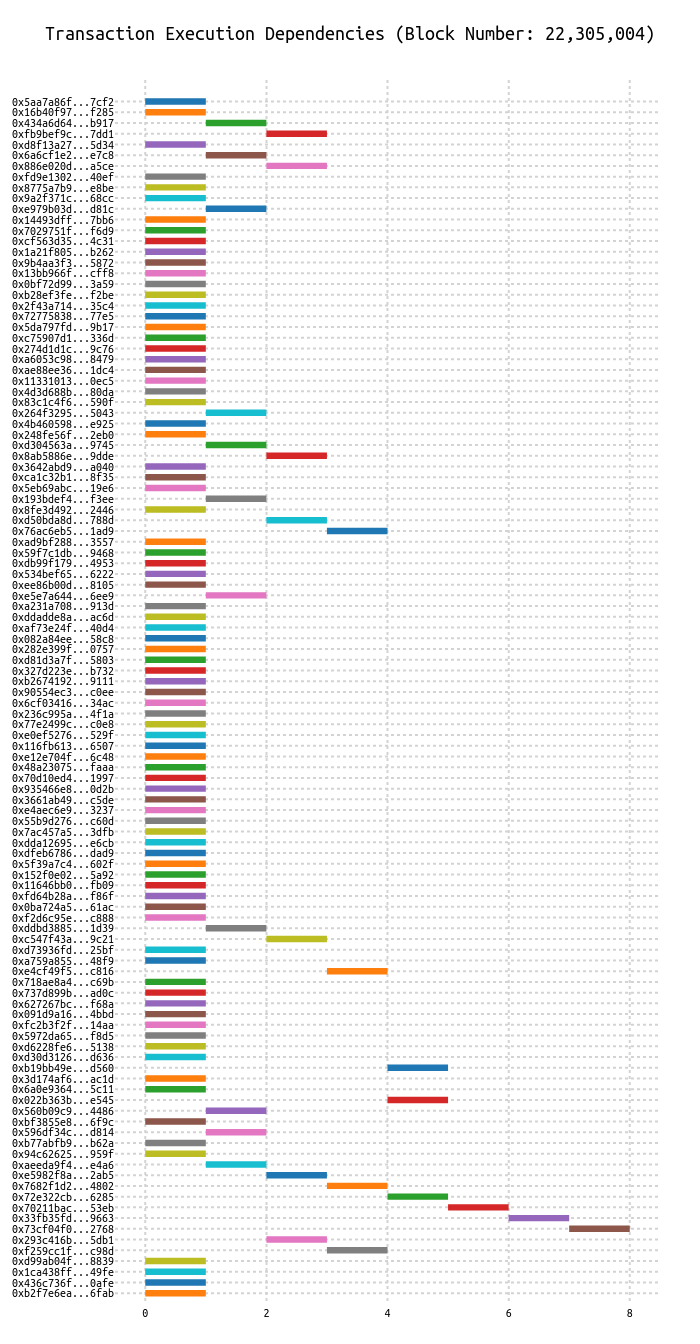 Transaction Execution Dependencies (Block Number: 22,305,004)
0x5aa7a86f...7cf2
0x16b40f97...f285
0x434a6d64...b917
0xfb9bef9c...7dd1
0xd8f13a27...5d34
0x6a6cf1e2...e7c8
0x886e020d...a5ce
0xfd9e1302...40ef
0x8775a7b9...e8be
0x9a2f371c...68cc
0xe979b03d...d81c
0x14493dff...7bb6
0x7029751f...f6d9
0xcf563d35...4c31
0x1a21f805...b262
0x9b4aa3f3...5872
0x13bb966f...cff8
0x0bf72d99...3a59
0xb28ef3fe...f2be
0x2f43a714...35c4
0x72775838...77e5
0x5da797fd...9b17
0xc75907d1...336d
0x274d1d1c...9c76
0xa6053c98...8479
0xae88ee36...1dc4
0x11331013...0ec5
0x4d3d688b...80da
0x83c1c4f6...590f
0x264f3295...5043
0x4b460598...e925
0x248fe56f...2eb0
0xd304563a...9745
0x8ab5886e...9dde
0x3642abd9...a040
0xca1c32b1...8f35
0x5eb69abc...19e6
0x193bdef4...f3ee
0x8fe3d492...2446
0xd50bda8d...788d
0x76ac6eb5...1ad9
0xad9bf288...3557
0x59f7c1db...9468
0xdb99f179...4953
0x534bef65...6222
0xee86b00d...8105
0xe5e7a644...6ee9
0xa231a708...913d
0xddadde8a...ac6d
0xaf73e24f...40d4
0x082a84ee...58c8
0x282e399f...0757
0xd81d3a7f...5803
0x327d223e...b732
0xb2674192...9111
0x90554ec3...c0ee
0x6cf03416...34ac
0x236c995a...4f1a
0x77e2499c...c0e8
0xe0ef5276...529f
0x116fb613...6507
0xe12e704f...6c48
0x48a23075...faaa
0x70d10ed4...1997
0x935466e8...0d2b
0x3661ab49...c5de
0xe4aec6e9...3237
0x55b9d276...c60d
0x7ac457a5...3dfb
0xdda12695...e6cb
0xdfeb6786...dad9
0x5f39a7c4...602f
0x152f0e02...5a92
0x11646bb0...fb09
0xfd64b28a...f86f
0x0ba724a5...61ac
0xf2d6c95e...c888
0xddbd3885...1d39
0xc547f43a...9c21
0xd73936fd...25bf
0xa759a855...48f9
0xe4cf49f5...c816
0x718ae8a4...c69b
0x737d899b...ad0c
0x627267bc...f68a
0x091d9a16...4bbd
0xfc2b3f2f...14aa
0x5972da65...f8d5
0xd6228fe6...5138
0xd30d3126...d636
0xb19bb49e...d560
0x3d174af6...ac1d
0x6a0e9364...5c11
0x022b363b...e545
0x560b09c9...4486
0xbf3855e8...6f9c
0x596df34c...d814
0xb77abfb9...b62a
0x94c62625...959f
0xaeeda9f4...e4a6
0xe5982f8a...2ab5
0x7682f1d2...4802
0x72e322cb...6285
0x70211bac...53eb
0x33fb35fd...9663
0x73cf04f0...2768
0x293c416b...5db1
0xf259cc1f...c98d
0xd99ab04f...8839
0x1ca438ff...49fe
0x436c736f...0afe
0xb2f7e6ea...6fab
0 2 4 6 8